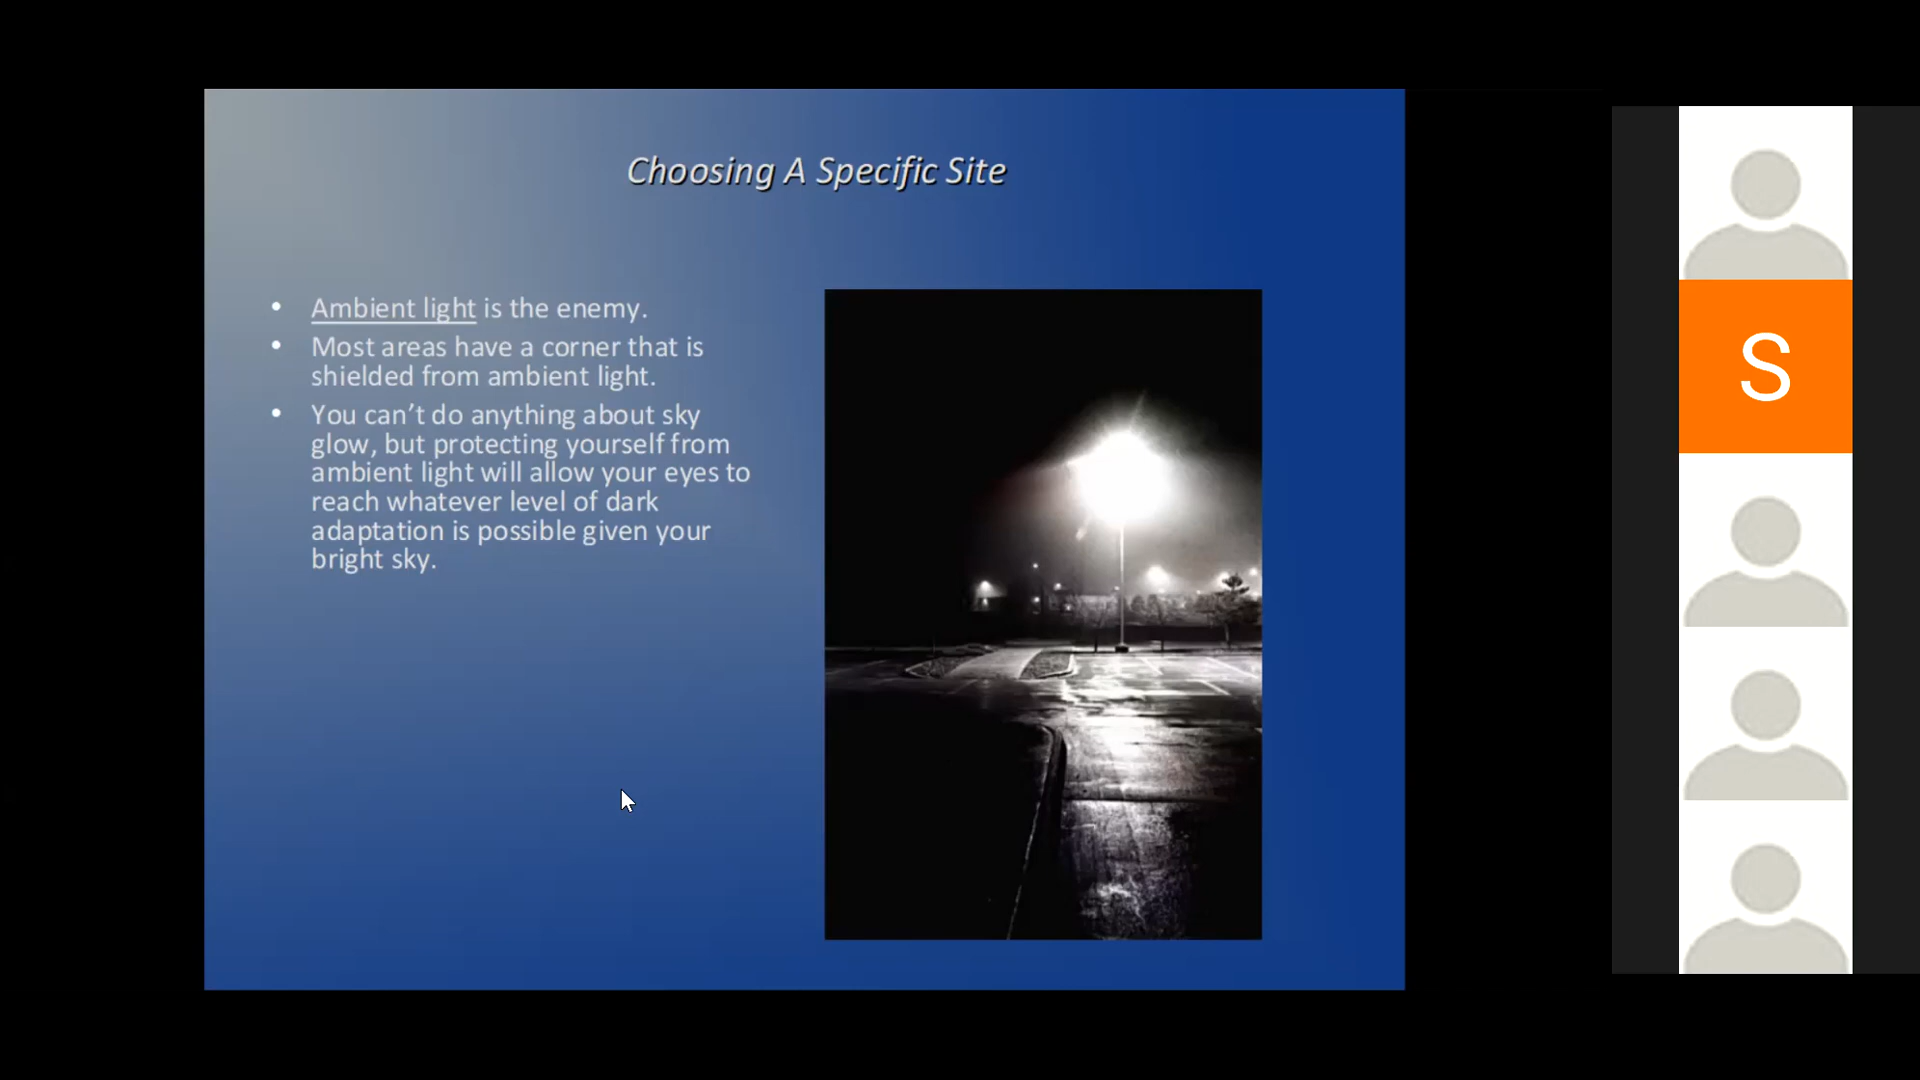 Choosing A Specific Site
• Ambient light is the enemy.
• Most areas have a corner that is
shielded from ambient light.
• You can’t do anything about sky
glow, but protecting yourself from
ambient light will allow your eyes to
reach whatever level of dark
adaptation is possible given your
bright sky.
S